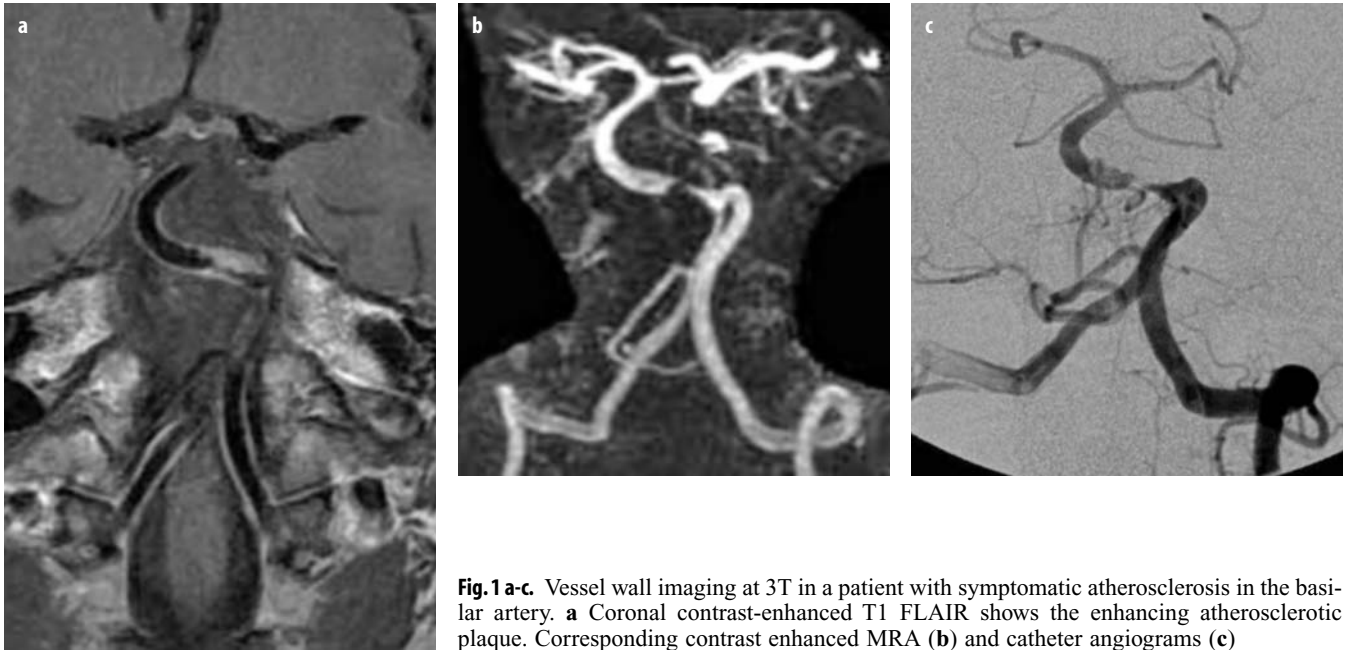 a
b
c
Fig. 1 a-c. Vessel wall imaging at 3T in a patient with symptomatic atherosclerosis in the basi-
lar artery. a Coronal contrast-enhanced T1 FLAIR shows the enhancing atherosclerotic
plaque. Corresponding contrast enhanced MRA (b) and catheter angiograms (c)